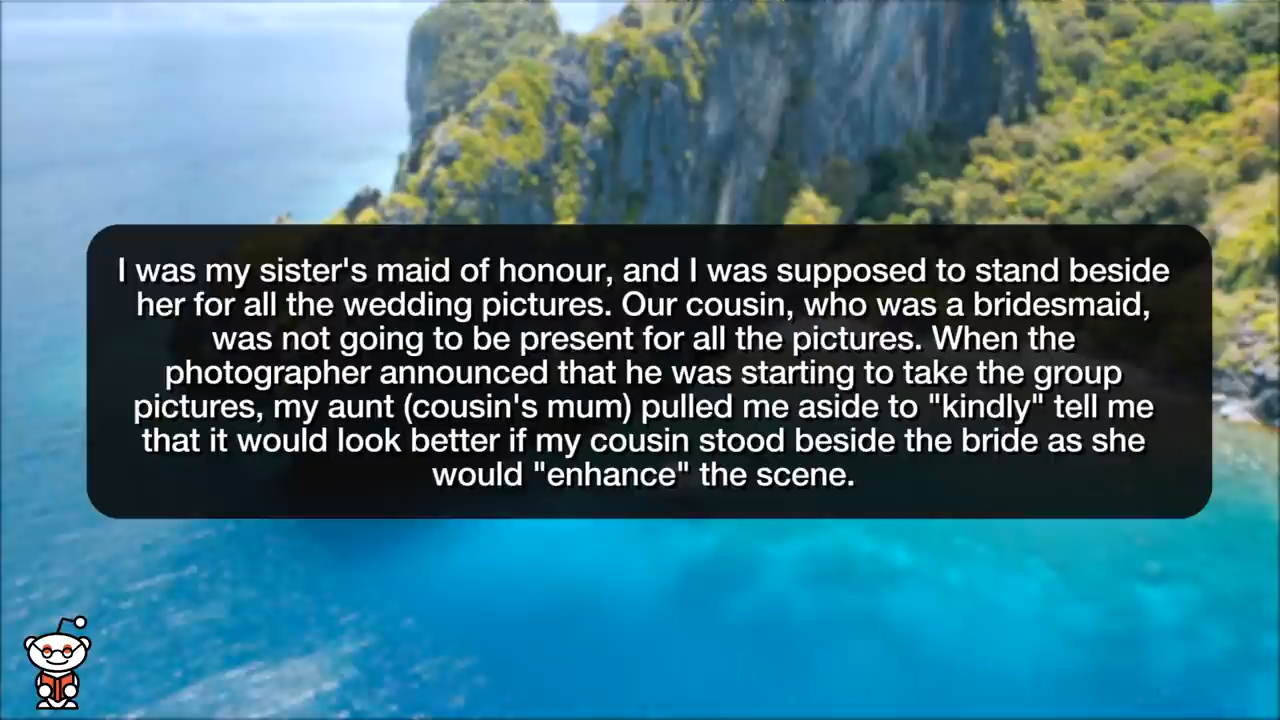 I was my sister's maid of honour, and I was supposed to stand beside
her for all the wedding pictures. Our cousin, who was a bridesmaid,
was not going to be present for all the pictures. When the
photographer announced that he was starting to take the group
pictures, my aunt (cousin's mum) pulled me aside to "kindly" tell me
that it would look better if my cousin stood beside the bride as she
would "enhance" the scene.